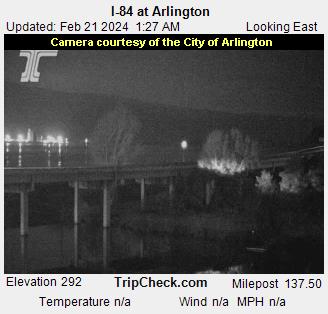 I-84 at Arlington
Updated: Feb 21 2024 1:27 AM Looking East
Camera courtesy of the City of Arlington
Elevation 292 TripCheck.com Milepost 137.50
Temperature n/a Wind n/a MPH n/a